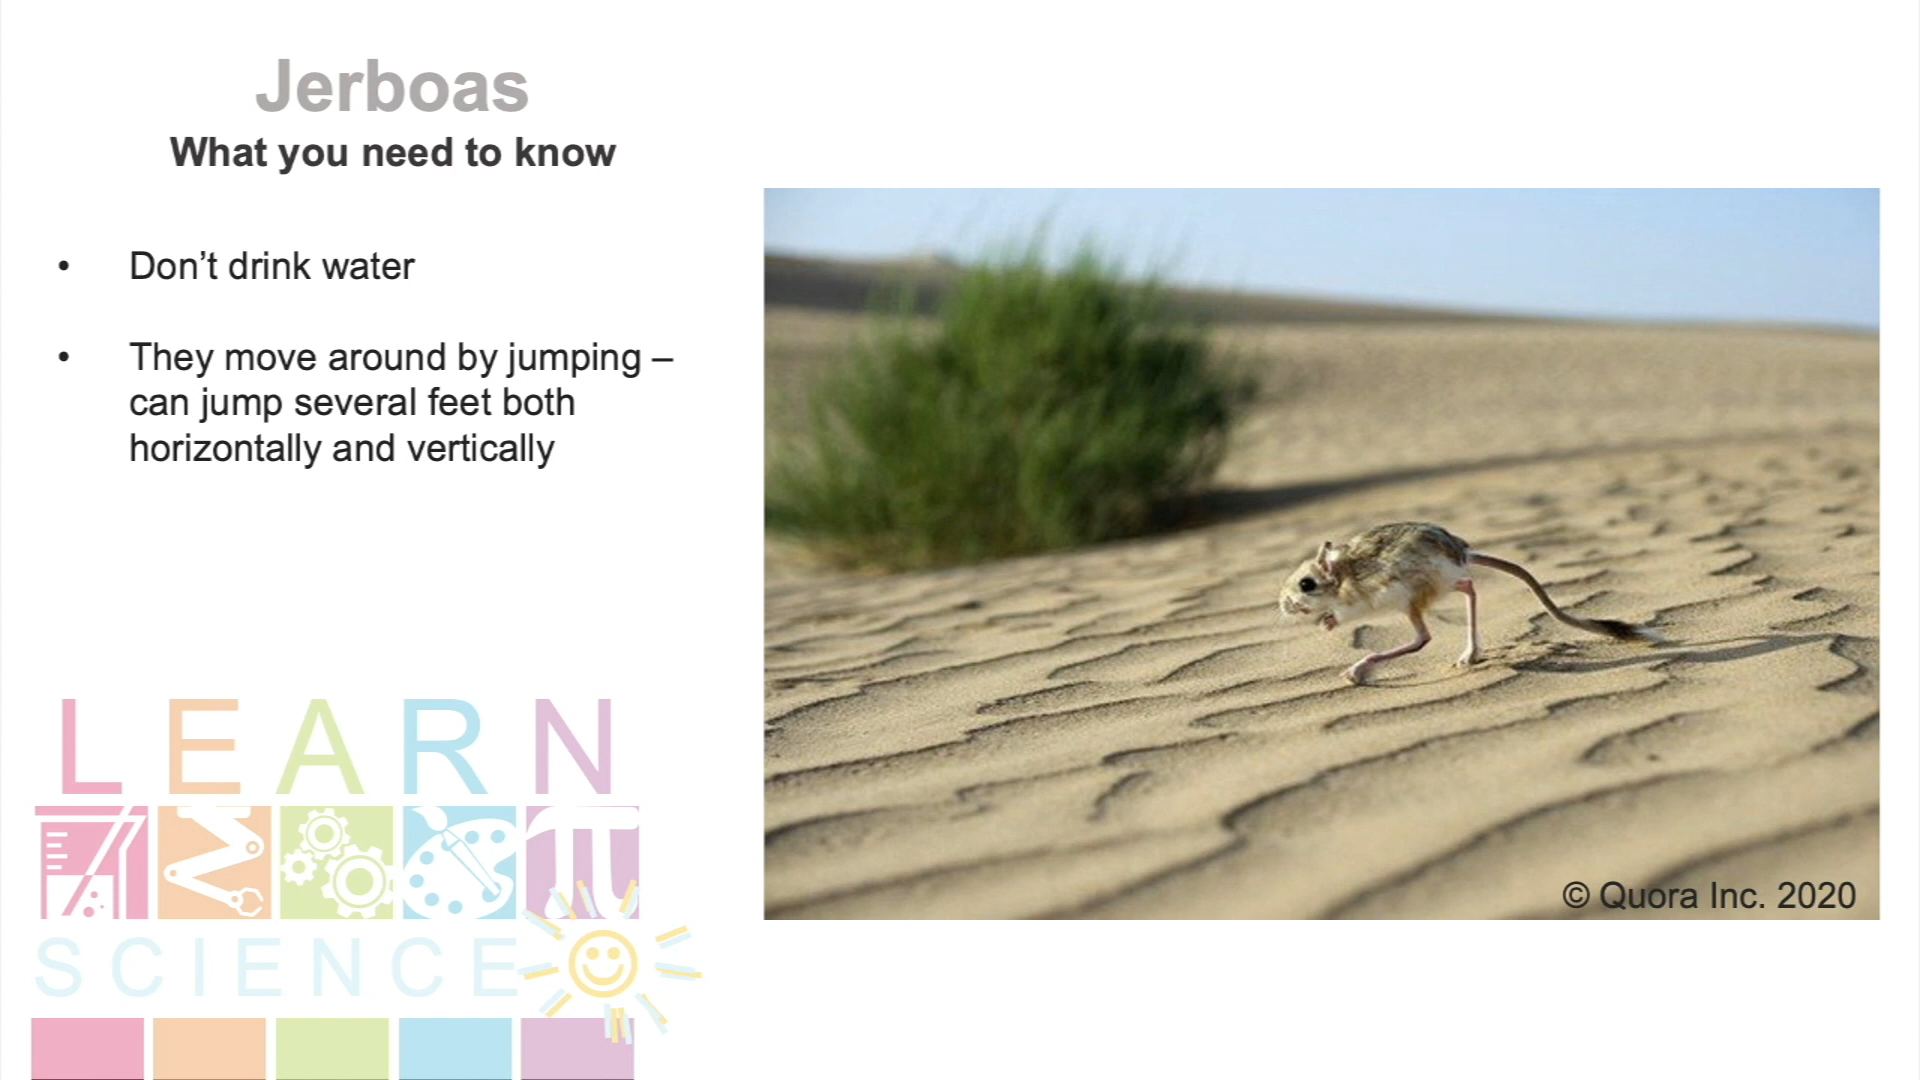 Jerboas
What you need to know
• Don’t drink water
• They move around by jumping –
can jump several feet both
horizontally and vertically
LEARN
SCIENCE
© Quora Inc. 2020